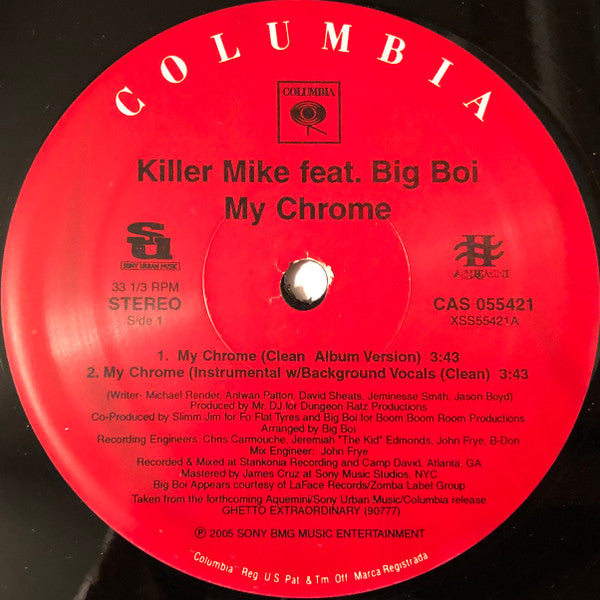 COLUMBIA
COLUMBIA
Killer Mike feat. Big Boi
My Chrome
su
SONY URBAN MUSIC
AQUEMINI
33 1/3 RPM
STEREO
Side 1
CAS 055421
XSS55421A
1. My Chrome (Clean Album Version) 3:43
2. My Chrome (Instrumental w/Background Vocals (Clean) 3:43
(Writer- Michael Render, Antwan Patton, David Sheats, Jeminesse Smith, Jason Boyd)
Produced by Mr. DJ for Dungeon Ratz Productions
Co-Produced by Slimm Jim for Fo Flat Tyres and Big Boi for Boom Boom Room Productions
Arranged by Big Boi
Recording Engineers: Chris Carmouche, Jeremiah "The Kid" Edmonds, John Frye, B-Don
Mix Engineer: John Frye
Recorded & Mixed at Stankonia Recording and Camp David, Atlanta, GA
Mastered by James Cruz at Sony Music Studios, NYC
Big Boi Appears courtesy of LaFace Records/Zomba Label Group
Taken from the forthcoming Aquemini/Sony Urban Music/Columbia release
GHETTO EXTRAORDINARY (90777)
℗ 2005 SONY BMG MUSIC ENTERTAINMENT
"Columbia" Reg. U.S. Pat. & Tm. Off. Marca Registrada